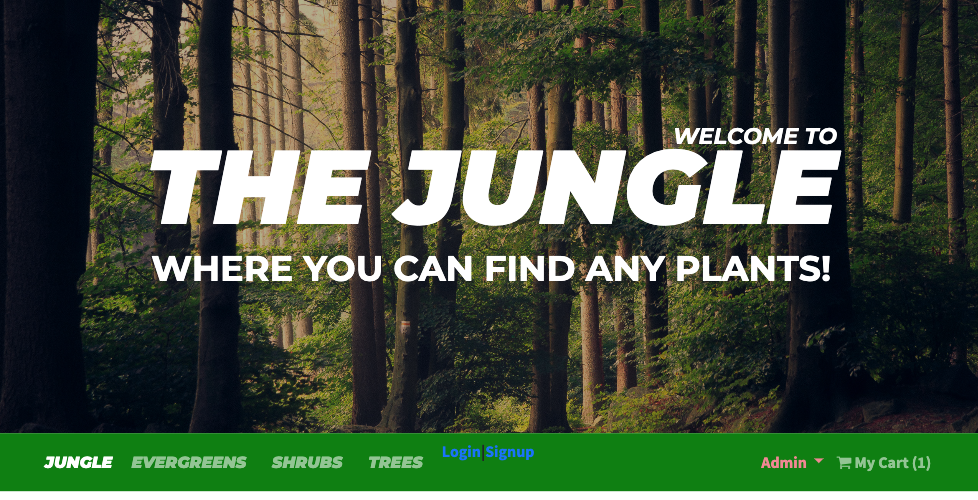 WELCOME TO
THE JUNGLE
WHERE YOU CAN FIND ANY PLANTS!
JUNGLE EVERGREENS SHRUBS TREES Login|Signup Admin My Cart (1)